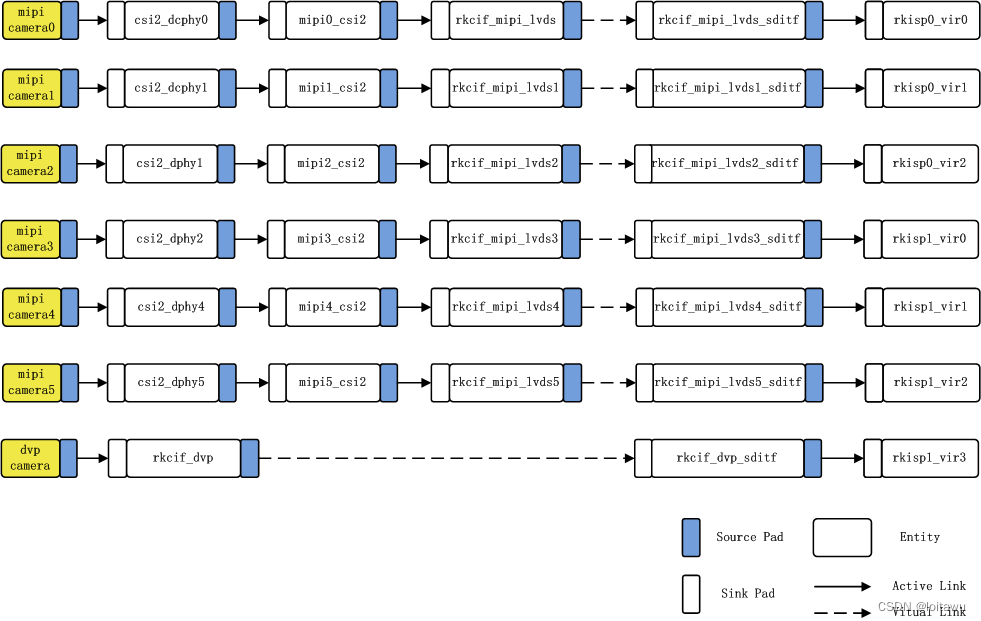 mipi
camera0
csi2_dcphy0
mipi0_csi2
rkcif_mipi_lvds
rkcif_mipi_lvds_sditf
rkisp0_vir0
mipi
camera1
csi2_dcphy1
mipi1_csi2
rkcif_mipi_lvds1
rkcif_mipi_lvds1_sditf
rkisp0_vir1
mipi
camera2
csi2_dphy1
mipi2_csi2
rkcif_mipi_lvds2
rkcif_mipi_lvds2_sditf
rkisp0_vir2
mipi
camera3
csi2_dphy2
mipi3_csi2
rkcif_mipi_lvds3
rkcif_mipi_lvds3_sditf
rkisp1_vir0
mipi
camera4
csi2_dphy4
mipi4_csi2
rkcif_mipi_lvds4
rkcif_mipi_lvds4_sditf
rkisp1_vir1
mipi
camera5
csi2_dphy5
mipi5_csi2
rkcif_mipi_lvds5
rkcif_mipi_lvds5_sditf
rkisp1_vir2
dvp
camera
rkcif_dvp
rkcif_dvp_sditf
rkisp1_vir3
Source Pad
Entity
Sink Pad
Active Link
CSDN
Vitual Link